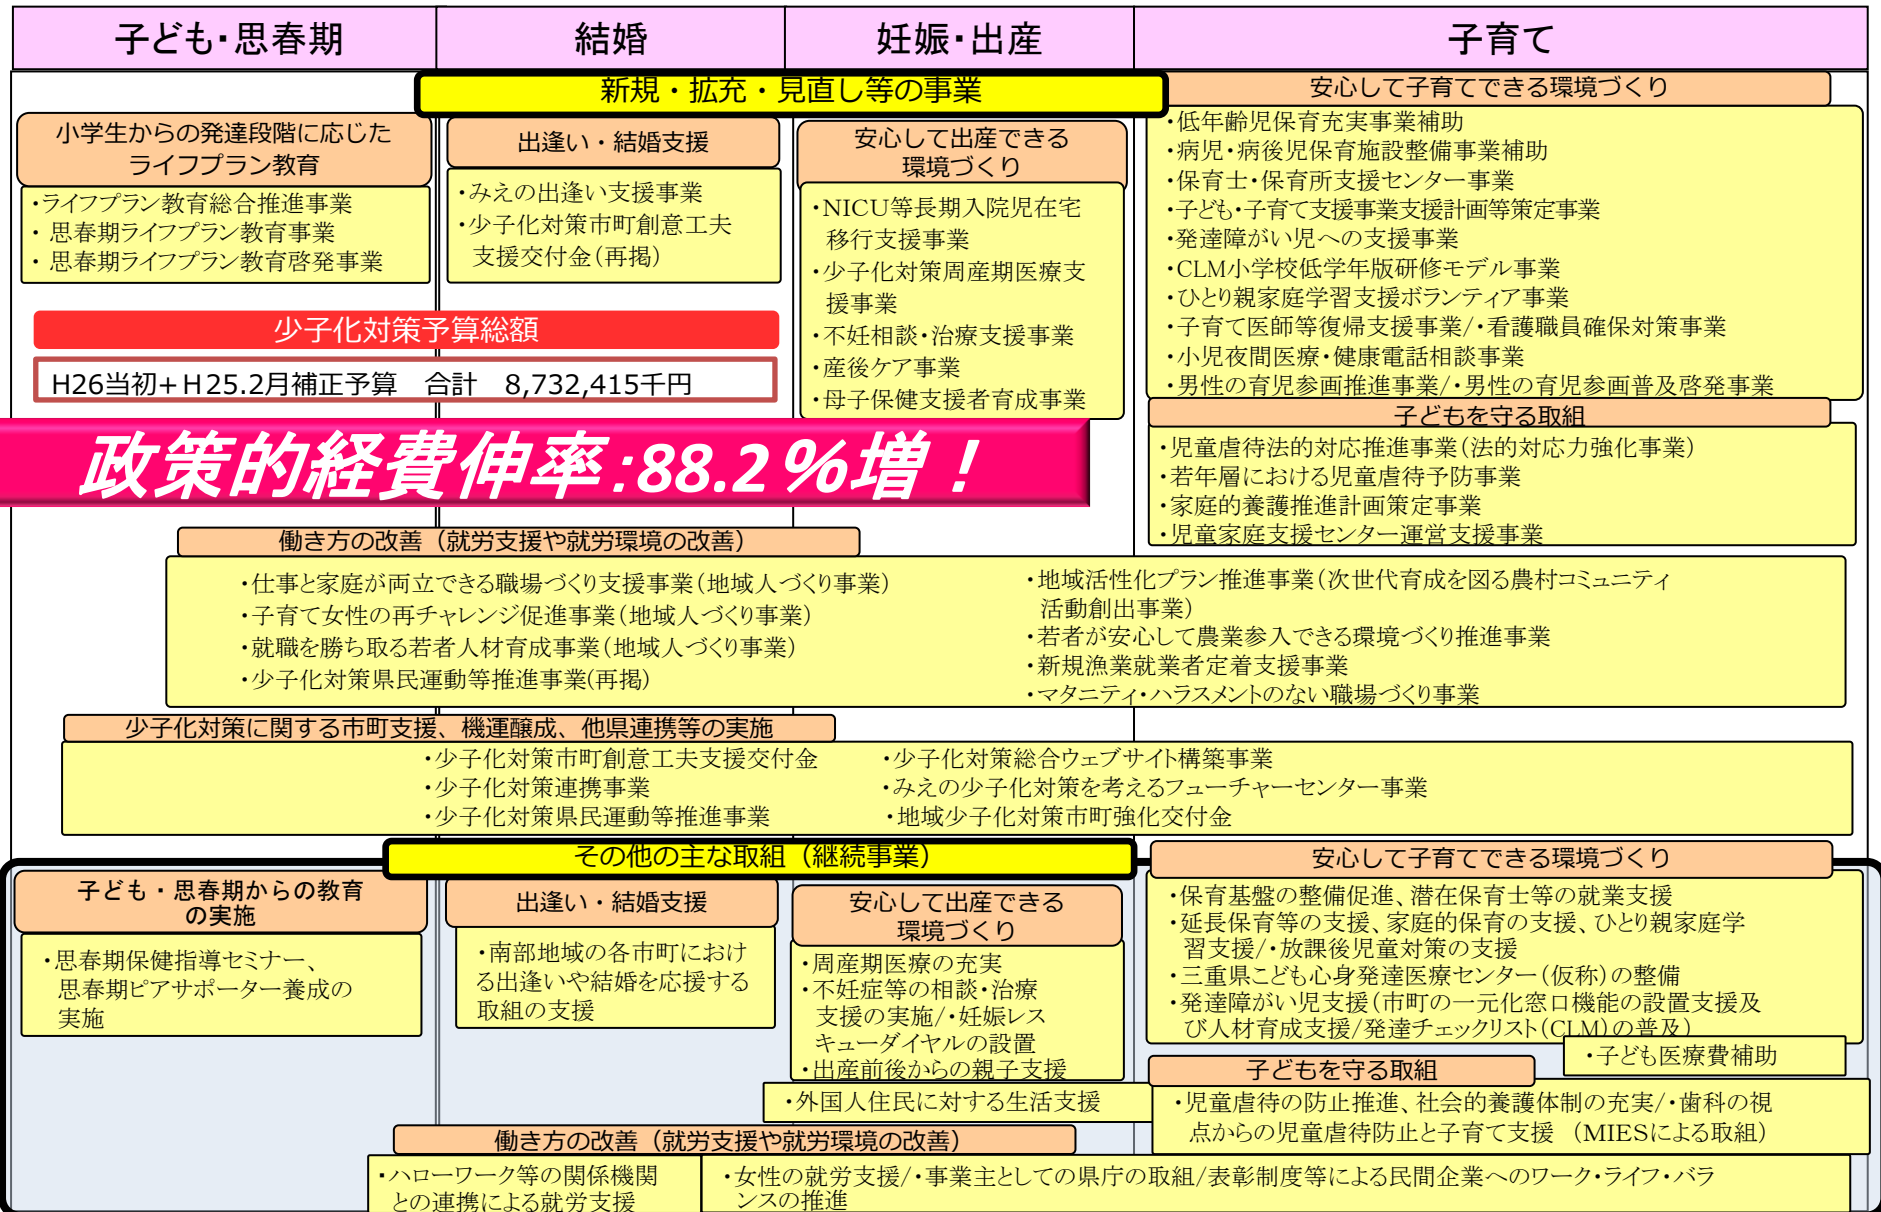 子ども・思春期
結婚
妊娠・出産
子育て
新規・拡充・見直し等の事業
小学生からの発達段階に応じた
ライフプラン教育
・ライフプラン教育総合推進事業
・ 思春期ライフプラン教育事業
・ 思春期ライフプラン教育啓発事業
出逢い・結婚支援
・みえの出逢い支援事業
・少子化対策市町創意工夫
支援交付金（再掲）
安心して出産できる
環境づくり
・NICU等長期入院児在宅
移行支援事業
・少子化対策周産期医療支
援事業
・不妊相談・治療支援事業
・産後ケア事業
・母子保健支援者育成事業
安心して子育てできる環境づくり
・低年齢児保育充実事業補助
・病児・病後児保育施設整備事業補助
・保育士・保育所支援センター事業
・子ども・子育て支援事業支援計画等策定事業
・発達障がい児への支援事業
・CLM小学校低学年版研修モデル事業
・ひとり親家庭学習支援ボランティア事業
・子育て医師等復帰支援事業/・看護職員確保対策事業
・小児夜間医療・健康電話相談事業
・男性の育児参画推進事業/・男性の育児参画普及啓発事業
子どもを守る取組
・児童虐待法的対応推進事業（法的対応力強化事業）
・若年層における児童虐待予防事業
・家庭的養護推進計画策定事業
・児童家庭支援センター運営支援事業
少子化対策予算総額
H26当初＋H25.2月補正予算　合計　8,732,415千円
政策的経費伸率：88.2％増！
働き方の改善（就労支援や就労環境の改善）
・仕事と家庭が両立できる職場づくり支援事業（地域人づくり事業）
・子育て女性の再チャレンジ促進事業（地域人づくり事業）
・就職を勝ち取る若者人材育成事業（地域人づくり事業）
・少子化対策県民運動等推進事業(再掲)
・地域活性化プラン推進事業（次世代育成を図る農村コミュニティ
活動創出事業）
・若者が安心して農業参入できる環境づくり推進事業
・新規漁業就業者定着支援事業
・マタニティ・ハラスメントのない職場づくり事業
少子化対策に関する市町支援、機運醸成、他県連携等の実施
・少子化対策市町創意工夫支援交付金
・少子化対策連携事業
・少子化対策県民運動等推進事業
・少子化対策総合ウェブサイト構築事業
・みえの少子化対策を考えるフューチャーセンター事業
・地域少子化対策市町強化交付金
その他の主な取組（継続事業）
子ども・思春期からの教育
の実施
・思春期保健指導セミナー、
思春期ピアサポーター養成の
実施
出逢い・結婚支援
・南部地域の各市町におけ
る出逢いや結婚を応援する
取組の支援
安心して出産できる
環境づくり
・周産期医療の充実
・不妊症等の相談・治療
支援の実施/・妊娠レス
キューダイヤルの設置
・出産前後からの親子支援
・外国人住民に対する生活支援
安心して子育てできる環境づくり
・保育基盤の整備促進、潜在保育士等の就業支援
・延長保育等の支援、家庭的保育の支援、ひとり親家庭学
習支援/・放課後児童対策の支援
・三重県こども心身発達医療センター（仮称）の整備
・発達障がい児支援（市町の一元化窓口機能の設置支援及
び人材育成支援/発達チェックリスト（CLM）の普及）
・子ども医療費補助
子どもを守る取組
・児童虐待の防止推進、社会的養護体制の充実/・歯科の視
点からの児童虐待防止と子育て支援 （MIESによる取組）
働き方の改善（就労支援や就労環境の改善）
・ハローワーク等の関係機関
との連携による就労支援
・女性の就労支援/・事業主としての県庁の取組/表彰制度等による民間企業へのワーク・ライフ・バラ
ンスの推進